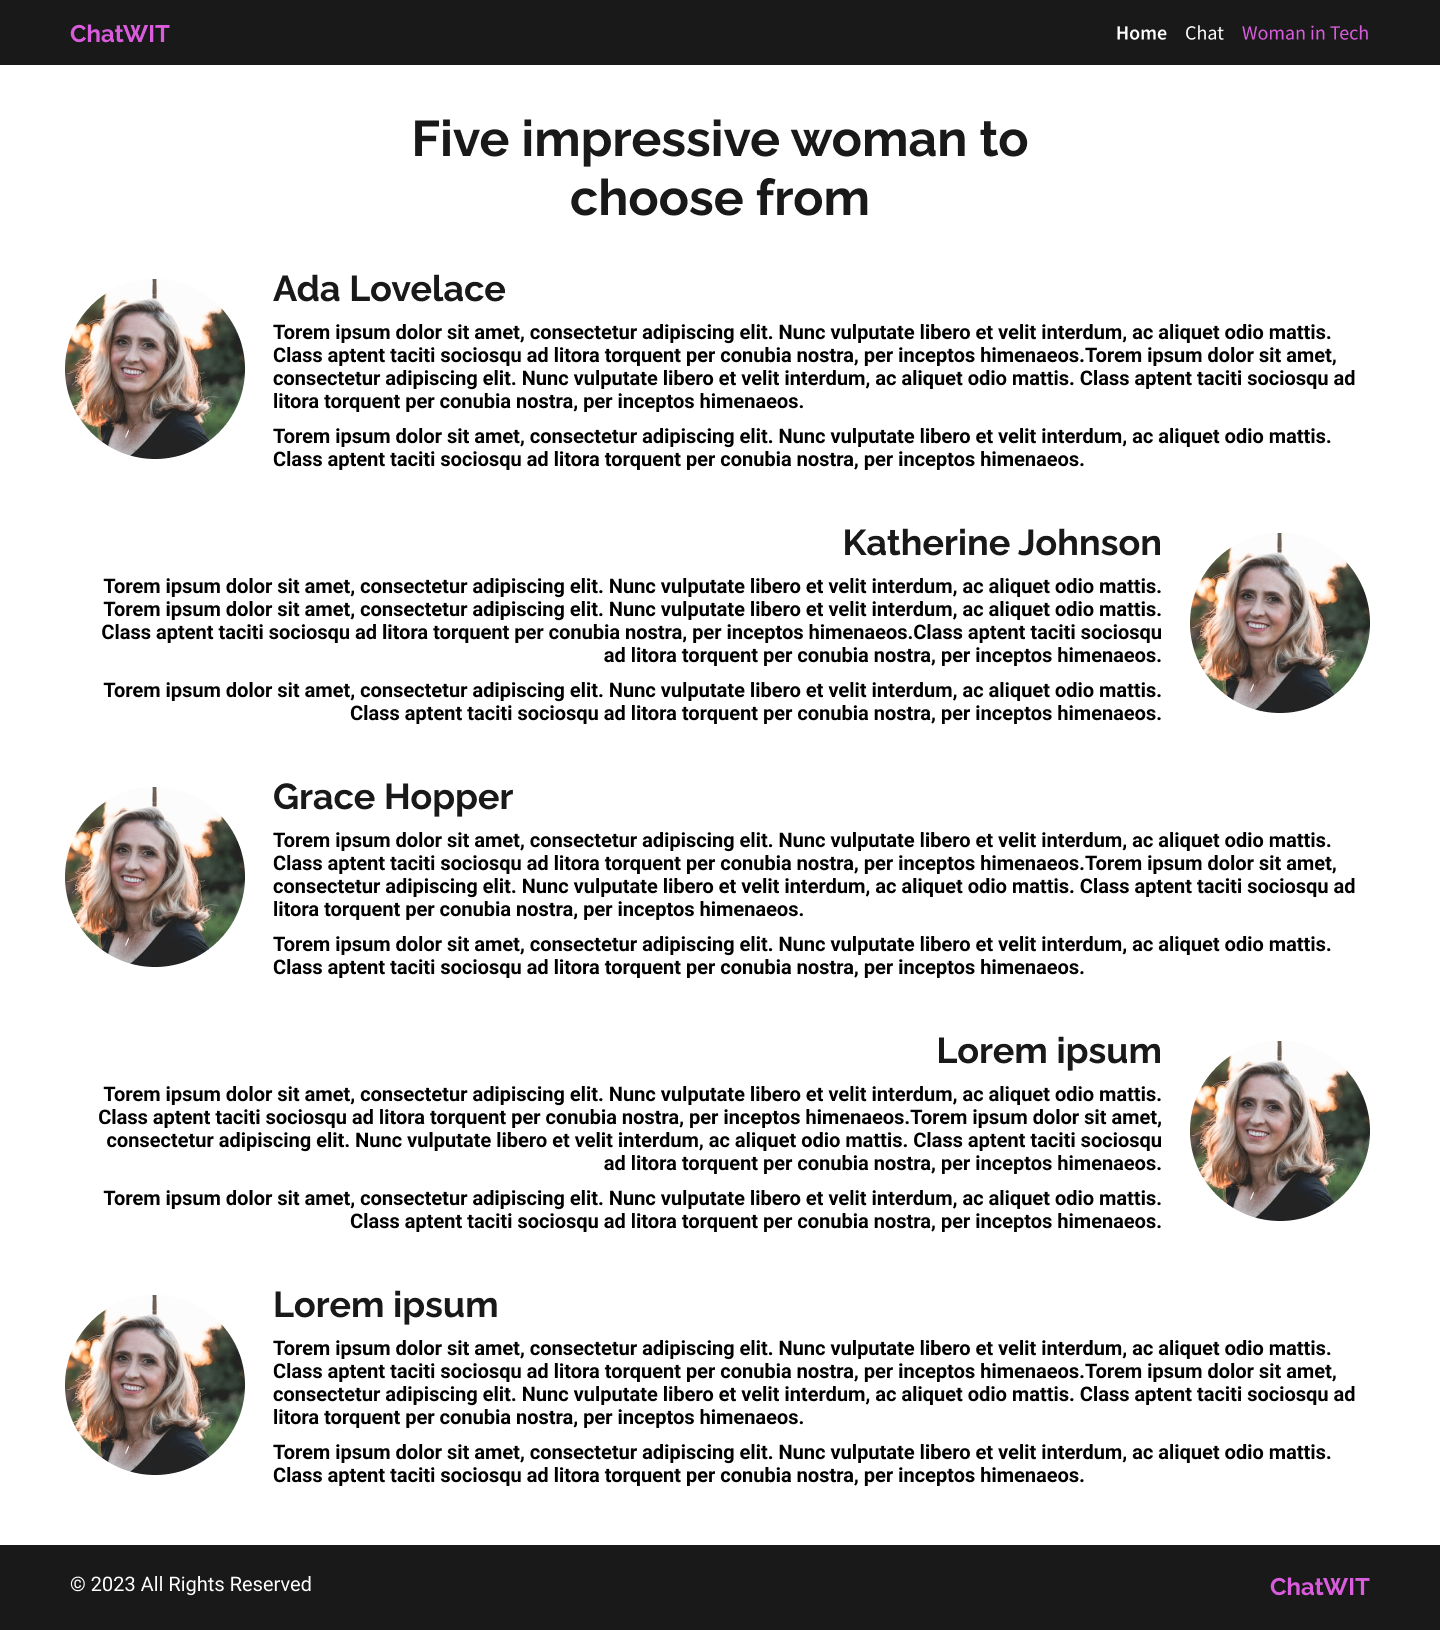 ChatWIT
Home Chat Woman in Tech
Five impressive woman to
choose from
Ada Lovelace
Torem ipsum dolor sit amet, consectetur adipiscing elit. Nunc vulputate libero et velit interdum, ac aliquet odio mattis.
Class aptent taciti sociosqu ad litora torquent per conubia nostra, per inceptos himenaeos.Torem ipsum dolor sit amet,
consectetur adipiscing elit. Nunc vulputate libero et velit interdum, ac aliquet odio mattis. Class aptent taciti sociosqu ad
litora torquent per conubia nostra, per inceptos himenaeos.
Torem ipsum dolor sit amet, consectetur adipiscing elit. Nunc vulputate libero et velit interdum, ac aliquet odio mattis.
Class aptent taciti sociosqu ad litora torquent per conubia nostra, per inceptos himenaeos.
Katherine Johnson
Torem ipsum dolor sit amet, consectetur adipiscing elit. Nunc vulputate libero et velit interdum, ac aliquet odio mattis.
Torem ipsum dolor sit amet, consectetur adipiscing elit. Nunc vulputate libero et velit interdum, ac aliquet odio mattis.
Class aptent taciti sociosqu ad litora torquent per conubia nostra, per inceptos himenaeos.Class aptent taciti sociosqu
ad litora torquent per conubia nostra, per inceptos himenaeos.
Torem ipsum dolor sit amet, consectetur adipiscing elit. Nunc vulputate libero et velit interdum, ac aliquet odio mattis.
Class aptent taciti sociosqu ad litora torquent per conubia nostra, per inceptos himenaeos.
Grace Hopper
Torem ipsum dolor sit amet, consectetur adipiscing elit. Nunc vulputate libero et velit interdum, ac aliquet odio mattis.
Class aptent taciti sociosqu ad litora torquent per conubia nostra, per inceptos himenaeos.Torem ipsum dolor sit amet,
consectetur adipiscing elit. Nunc vulputate libero et velit interdum, ac aliquet odio mattis. Class aptent taciti sociosqu ad
litora torquent per conubia nostra, per inceptos himenaeos.
Torem ipsum dolor sit amet, consectetur adipiscing elit. Nunc vulputate libero et velit interdum, ac aliquet odio mattis.
Class aptent taciti sociosqu ad litora torquent per conubia nostra, per inceptos himenaeos.
Lorem ipsum
Torem ipsum dolor sit amet, consectetur adipiscing elit. Nunc vulputate libero et velit interdum, ac aliquet odio mattis.
Class aptent taciti sociosqu ad litora torquent per conubia nostra, per inceptos himenaeos.Torem ipsum dolor sit amet,
consectetur adipiscing elit. Nunc vulputate libero et velit interdum, ac aliquet odio mattis. Class aptent taciti sociosqu
ad litora torquent per conubia nostra, per inceptos himenaeos.
Torem ipsum dolor sit amet, consectetur adipiscing elit. Nunc vulputate libero et velit interdum, ac aliquet odio mattis.
Class aptent taciti sociosqu ad litora torquent per conubia nostra, per inceptos himenaeos.
Lorem ipsum
Torem ipsum dolor sit amet, consectetur adipiscing elit. Nunc vulputate libero et velit interdum, ac aliquet odio mattis.
Class aptent taciti sociosqu ad litora torquent per conubia nostra, per inceptos himenaeos.Torem ipsum dolor sit amet,
consectetur adipiscing elit. Nunc vulputate libero et velit interdum, ac aliquet odio mattis. Class aptent taciti sociosqu ad
litora torquent per conubia nostra, per inceptos himenaeos.
Torem ipsum dolor sit amet, consectetur adipiscing elit. Nunc vulputate libero et velit interdum, ac aliquet odio mattis.
Class aptent taciti sociosqu ad litora torquent per conubia nostra, per inceptos himenaeos.
© 2023 All Rights Reserved
ChatWIT